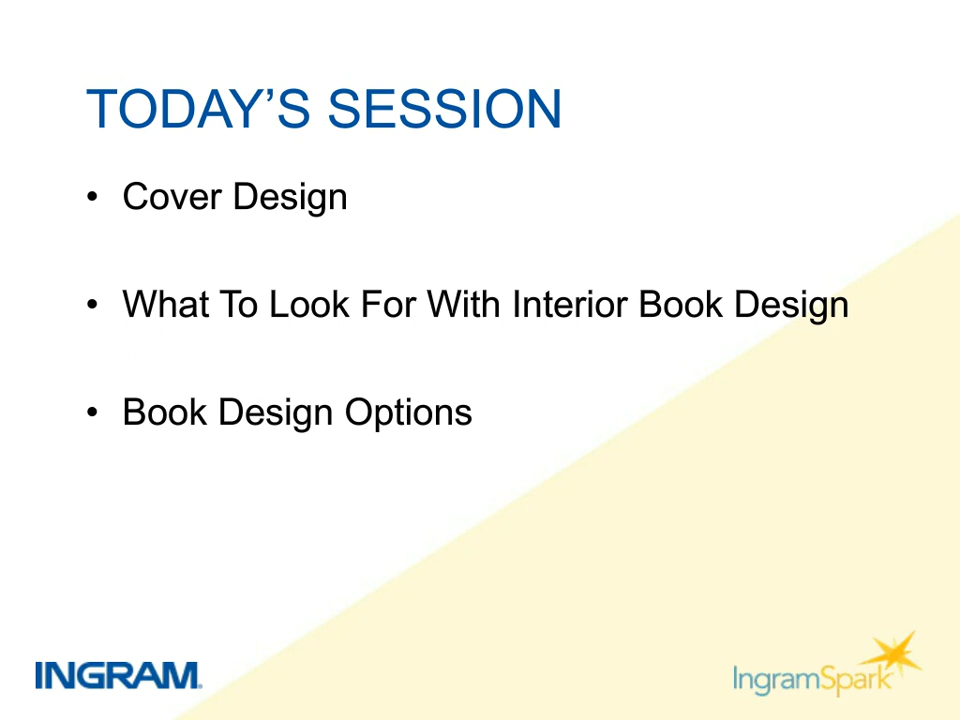 TODAY’S SESSION
• Cover Design
• What To Look For With Interior Book Design
• Book Design Options
INGRAM
IngramSpark